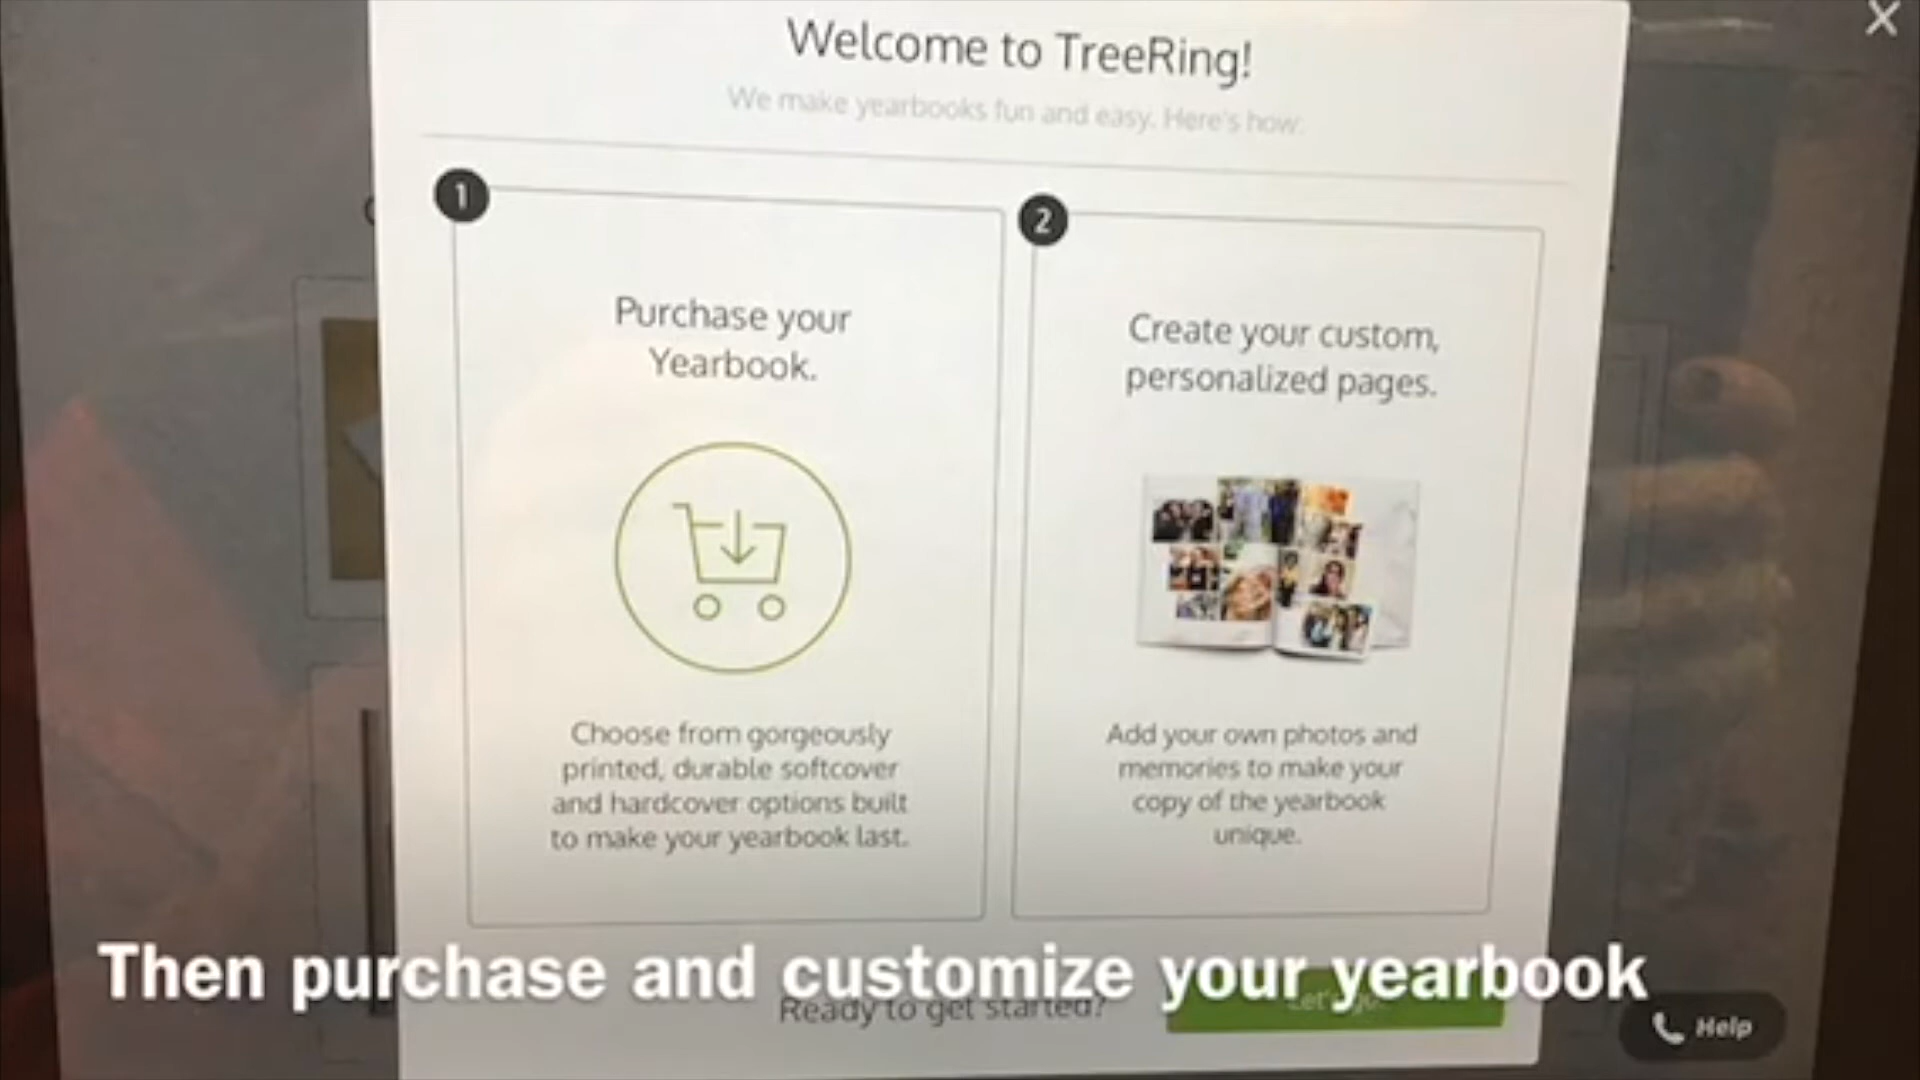 Welcome to TreeRing!
We make yearbooks fun and easy. Here's how:
1
Purchase your
Yearbook.
Choose from gorgeously
printed, durable softcover
and hardcover options built
to make your yearbook last.
2
Create your custom,
personalized pages.
Add your own photos and
memories to make your
copy of the yearbook
unique.
Then purchase and customize your yearbook
Ready to get started?
Let's go
Help